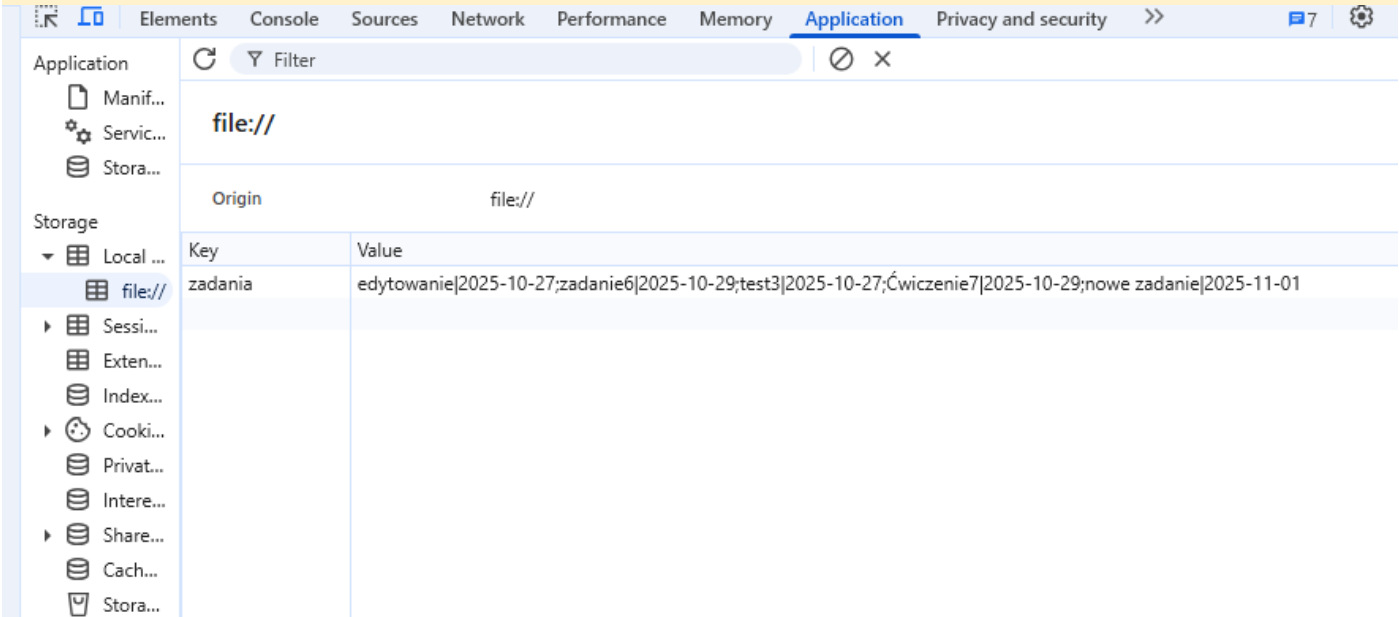 Elements Console Sources Network Performance Memory Application Privacy and security 7
Application
Filter
Manif...
Servic...
Stora...
file://
Origin file://
Storage
Local ...
file://
Sessi...
Exten...
Index...
Cooki...
Privat...
Intere...
Share...
Cach...
Stora...
Key Value
zadania edytowanie|2025-10-27;zadanie6|2025-10-29;test3|2025-10-27;Ćwiczenie7|2025-10-29;nowe zadanie|2025-11-01